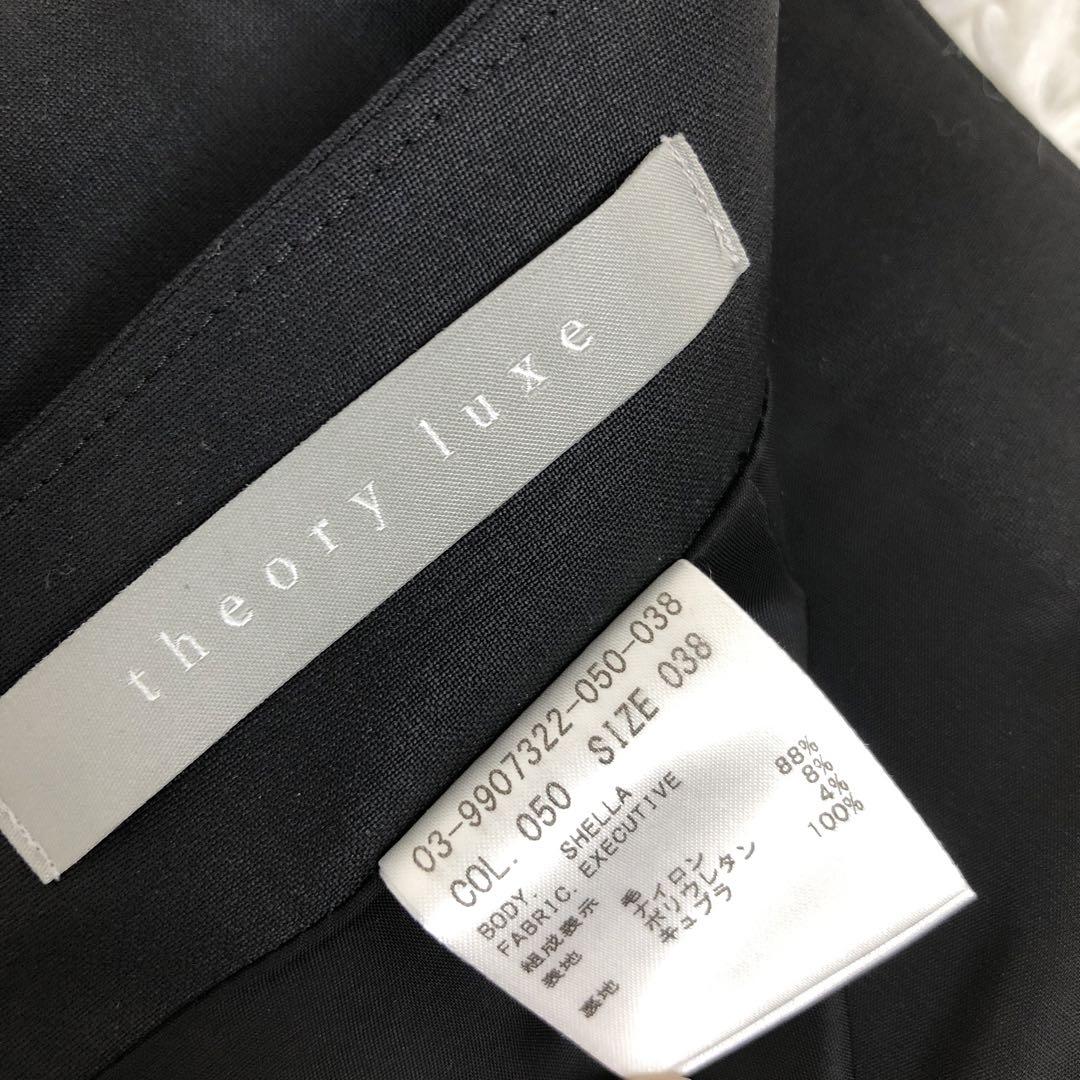 theory luxe
03-9907322-050-038
COL. 050 SIZE 038
BODY. SHELLA
FABRIC. EXECUTIVE
組成表示
表地 毛 88%
ナイロン 8%
ポリウレタン 4%
裏地 キュプラ 100%